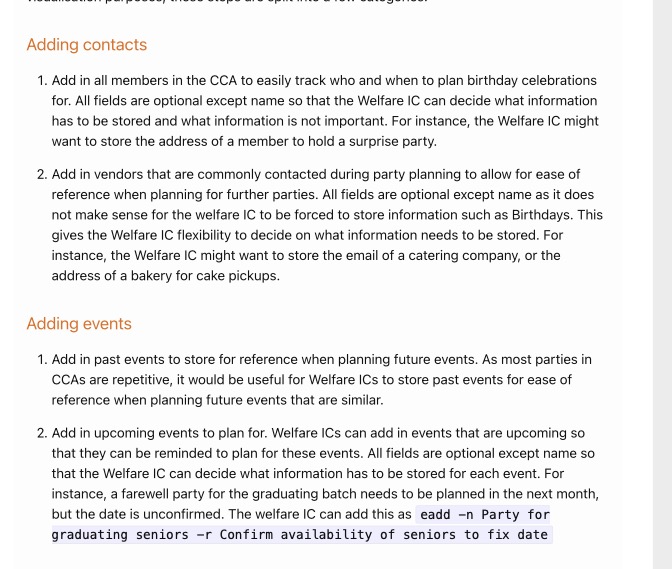 visualisation purposes, these steps are split into a few categories.
Adding contacts
1. Add in all members in the CCA to easily track who and when to plan birthday celebrations
for. All fields are optional except name so that the Welfare IC can decide what information
has to be stored and what information is not important. For instance, the Welfare IC might
want to store the address of a member to hold a surprise party.
2. Add in vendors that are commonly contacted during party planning to allow for ease of
reference when planning for further parties. All fields are optional except name as it does
not make sense for the welfare IC to be forced to store information such as Birthdays. This
gives the Welfare IC flexibility to decide on what information needs to be stored. For
instance, the Welfare IC might want to store the email of a catering company, or the
address of a bakery for cake pickups.
Adding events
1. Add in past events to store for reference when planning future events. As most parties in
CCAs are repetitive, it would be useful for Welfare ICs to store past events for ease of
reference when planning future events that are similar.
2. Add in upcoming events to plan for. Welfare ICs can add in events that are upcoming so
that they can be reminded to plan for these events. All fields are optional except name so
that the Welfare IC can decide what information has to be stored for each event. For
instance, a farewell party for the graduating batch needs to be planned in the next month,
but the date is unconfirmed. The welfare IC can add this as eadd -n Party for
graduating seniors -r Confirm availability of seniors to fix date